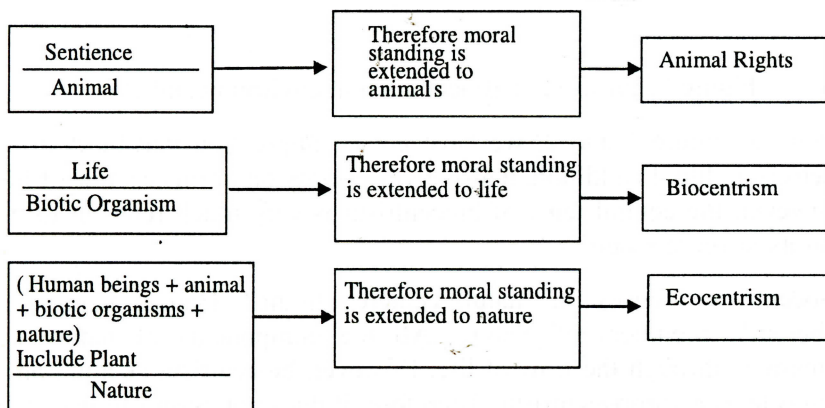 Sentience
Animal
Therefore moral
standing is
extended to
animals
Animal Rights
Life
Biotic Organism
Therefore moral standing
is extended to life
Biocentrism
( Human beings + animal
+ biotic organisms +
nature)
Include Plant
Nature
Therefore moral standing
is extended to nature
Ecocentrism